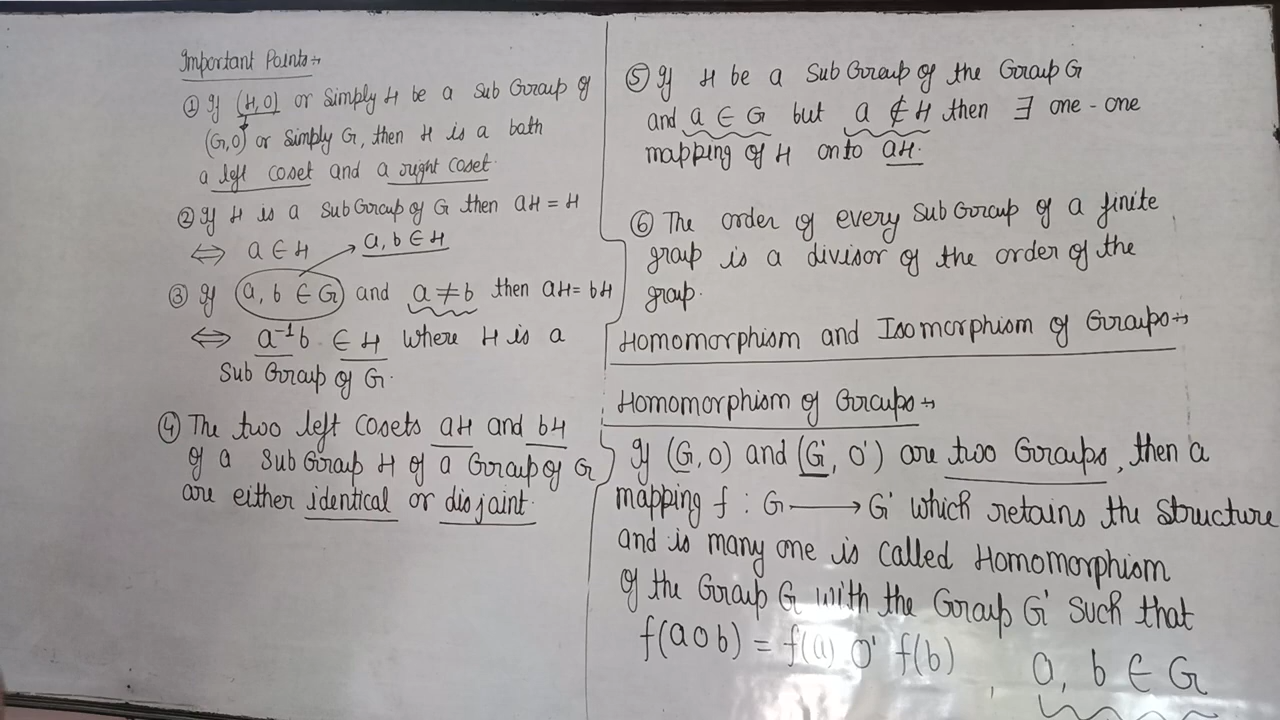 Important Points :-
① If (H,0) or simply H be a Sub Group of
(G,0) or simply G, then H is a both
a left coset and a right coset.
② If H is a Sub Group of G then aH = H
⇔ a ∈ H
a, b ∈ H
③ If a, b ∈ G and a ≠ b then aH = bH
⇔ a⁻¹b ∈ H where H is a
Sub Group of G.
④ The two left cosets aH and bH
of a Sub Group H of a Group of G
are either identical or disjoint.
⑤ If H be a Sub Group of the Group G
and a ∈ G but a ∉ H then ∃ one-one
mapping of H onto aH.
⑥ The order of every Sub Group of a finite
group is a divisor of the order of the
group.
Homomorphism and Isomorphism of Groups :-
Homomorphism of Groups :-
If (G, 0) and (G', 0') are two Groups, then a
mapping f : G ⟶ G' which retains the structure
and is many one is called Homomorphism
of the Group G with the Group G' such that
f(a0b) = f(a) 0' f(b) , a, b ∈ G